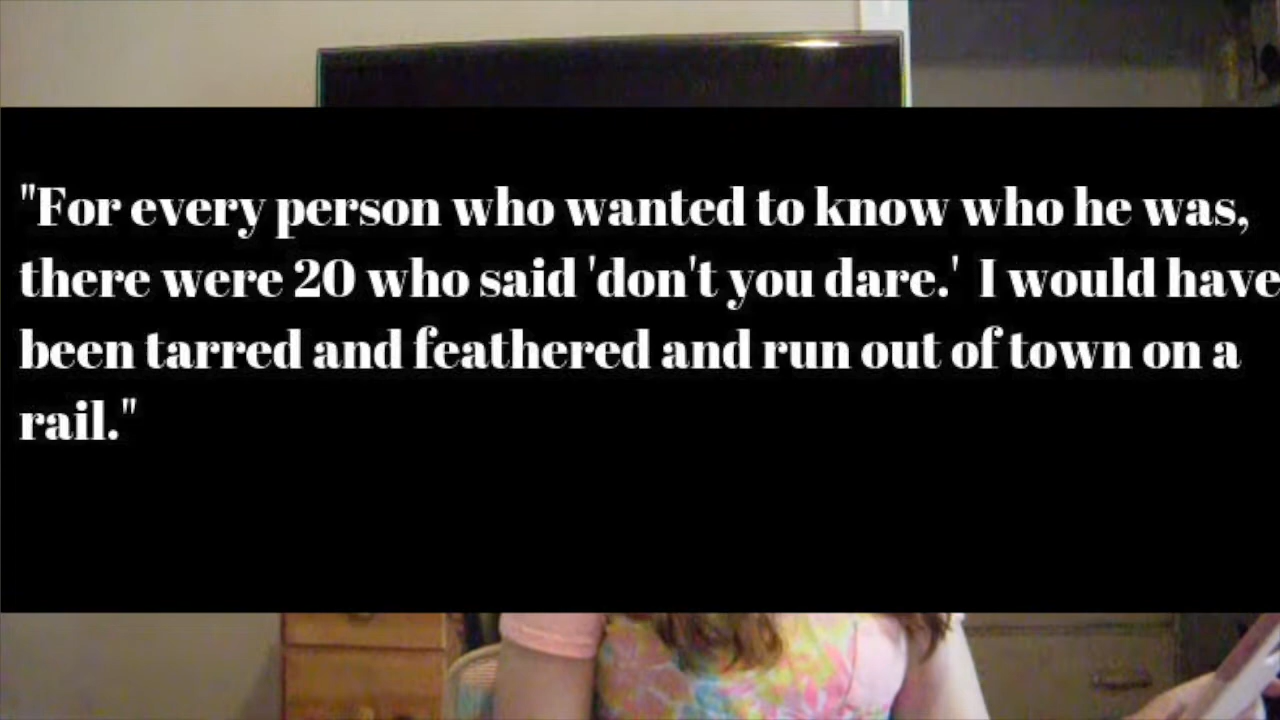 "For every person who wanted to know who he was,
there were 20 who said 'don't you dare.' I would have
been tarred and feathered and run out of town on a
rail."